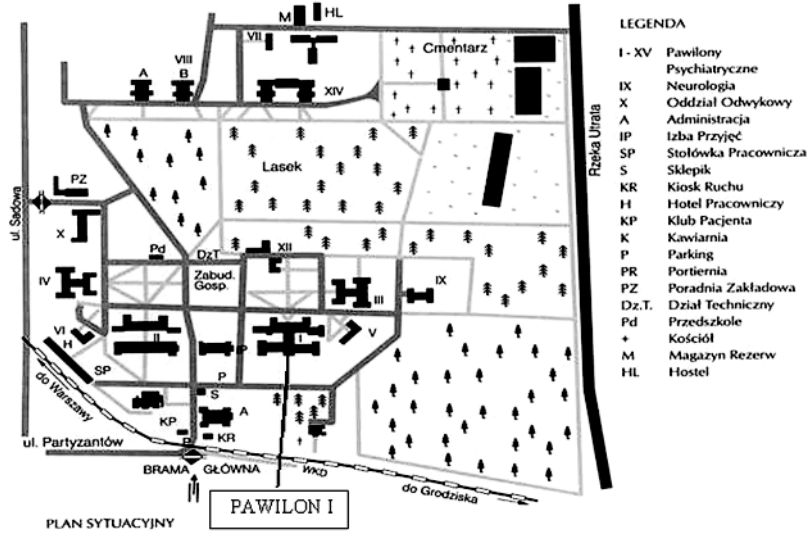 M HL
VII
VIII
A B
XIV
Cmentarz
Lasek
PZ
ul. Sadowa
X
Pd
DzT.
XII
Zabud.
Gosp.
IV
III
IX
VI
H
II
IP
I
V
SP
P
S
KP
A
KR
P
do Warszawy
ul. Partyzantów
BRAMA GŁÓWNA
WKD
do Grodziska
PAWILON I
PLAN SYTUACYJNY
Rzeka Utrata
LEGENDA
I - XV Pawilony
Psychiatryczne
IX Neurologia
X Oddział Odwykowy
A Administracja
IP Izba Przyjęć
SP Stołówka Pracownicza
S Sklepik
KR Kiosk Ruchu
H Hotel Pracowniczy
KP Klub Pacjenta
K Kawiarnia
P Parking
PR Portiernia
PZ Poradnia Zakładowa
Dz.T. Dział Techniczny
Pd Przedszkole
+ Kościół
M Magazyn Rezerw
HL Hostel